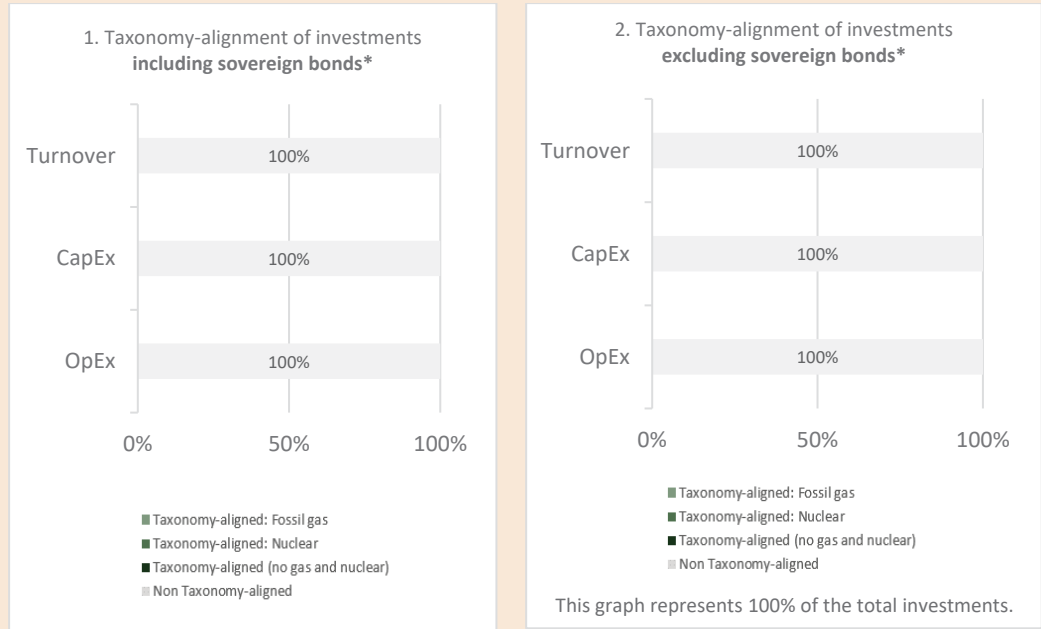 1. Taxonomy-alignment of investments
including sovereign bonds*
Turnover
100%
CapEx
100%
OpEx
100%
0%
50%
100%
Taxonomy-aligned: Fossil gas
Taxonomy-aligned: Nuclear
Taxonomy-aligned (no gas and nuclear)
Non Taxonomy-aligned
2. Taxonomy-alignment of investments
excluding sovereign bonds*
Turnover
100%
CapEx
100%
OpEx
100%
0%
50%
100%
Taxonomy-aligned: Fossil gas
Taxonomy-aligned: Nuclear
Taxonomy-aligned (no gas and nuclear)
Non Taxonomy-aligned
This graph represents 100% of the total investments.